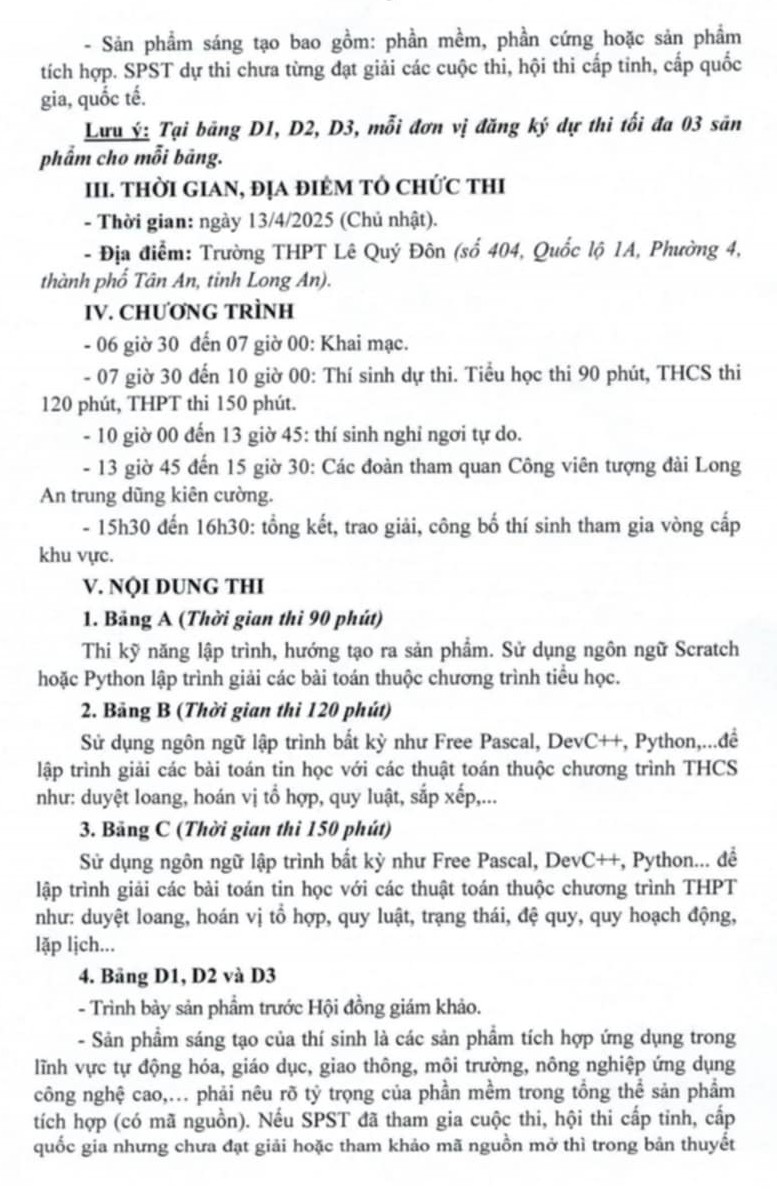 - Sản phẩm sáng tạo bao gồm: phần mềm, phần cứng hoặc sản phẩm
tích hợp. SPST dự thi chưa từng đạt giải các cuộc thi, hội thi cấp tỉnh, cấp quốc
gia, quốc tế.
Lưu ý: Tại bảng D1, D2, D3, mỗi đơn vị đăng ký dự thi tối đa 03 sản
phẩm cho mỗi bảng.
III. THỜI GIAN, ĐỊA ĐIỂM TỔ CHỨC THI
- Thời gian: ngày 13/4/2025 (Chủ nhật).
- Địa điểm: Trường THPT Lê Quý Đôn (số 404, Quốc lộ 1A, Phường 4,
thành phố Tân An, tỉnh Long An).
IV. CHƯƠNG TRÌNH
- 06 giờ 30 đến 07 giờ 00: Khai mạc.
- 07 giờ 30 đến 10 giờ 00: Thí sinh dự thi. Tiểu học thi 90 phút, THCS thi
120 phút, THPT thi 150 phút.
- 10 giờ 00 đến 13 giờ 45: thí sinh nghỉ ngơi tự do.
- 13 giờ 45 đến 15 giờ 30: Các đoàn tham quan Công viên tượng đài Long
An trung dũng kiên cường.
- 15h30 đến 16h30: tổng kết, trao giải, công bố thí sinh tham gia vòng cấp
khu vực.
V. NỘI DUNG THI
1. Bảng A (Thời gian thi 90 phút)
Thi kỹ năng lập trình, hướng tạo ra sản phẩm. Sử dụng ngôn ngữ Scratch
hoặc Python lập trình giải các bài toán thuộc chương trình tiểu học.
2. Bảng B (Thời gian thi 120 phút)
Sử dụng ngôn ngữ lập trình bất kỳ như Free Pascal, DevC++, Python,...để
lập trình giải các bài toán tin học với các thuật toán thuộc chương trình THCS
như: duyệt loang, hoán vị tổ hợp, quy luật, sắp xếp,...
3. Bảng C (Thời gian thi 150 phút)
Sử dụng ngôn ngữ lập trình bất kỳ như Free Pascal, DevC++, Python... để
lập trình giải các bài toán tin học với các thuật toán thuộc chương trình THPT
như: duyệt loang, hoán vị tổ hợp, quy luật, trạng thái, đệ quy, quy hoạch động,
lặp lịch...
4. Bảng D1, D2 và D3
- Trình bày sản phẩm trước Hội đồng giám khảo.
- Sản phẩm sáng tạo của thí sinh là các sản phẩm tích hợp ứng dụng trong
lĩnh vực tự động hóa, giáo dục, giao thông, môi trường, nông nghiệp ứng dụng
công nghệ cao,... phải nêu rõ tỷ trọng của phần mềm trong tổng thể sản phẩm
tích hợp (có mã nguồn). Nếu SPST đã tham gia cuộc thi, hội thi cấp tỉnh, cấp
quốc gia nhưng chưa đạt giải hoặc tham khảo mã nguồn mở thì trong bản thuyết